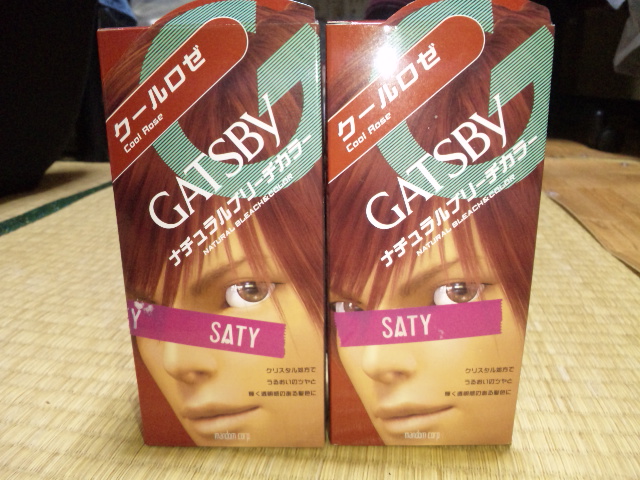 クールロゼ
Cool Rose
GATSBY
ナチュラルブリーチカラー
NATURAL BLEACH&COLOR
Y SATY
クリスタル処方で
うるおいのツヤと
輝く透明感のある髪色に
mandom corp.
クールロゼ
Cool Rose
GATSBY
ナチュラルブリーチカラー
NATURAL BLEACH&COLOR
SATY
クリスタル処方で
うるおいのツヤと
輝く透明感のある髪色に
mandom corp.